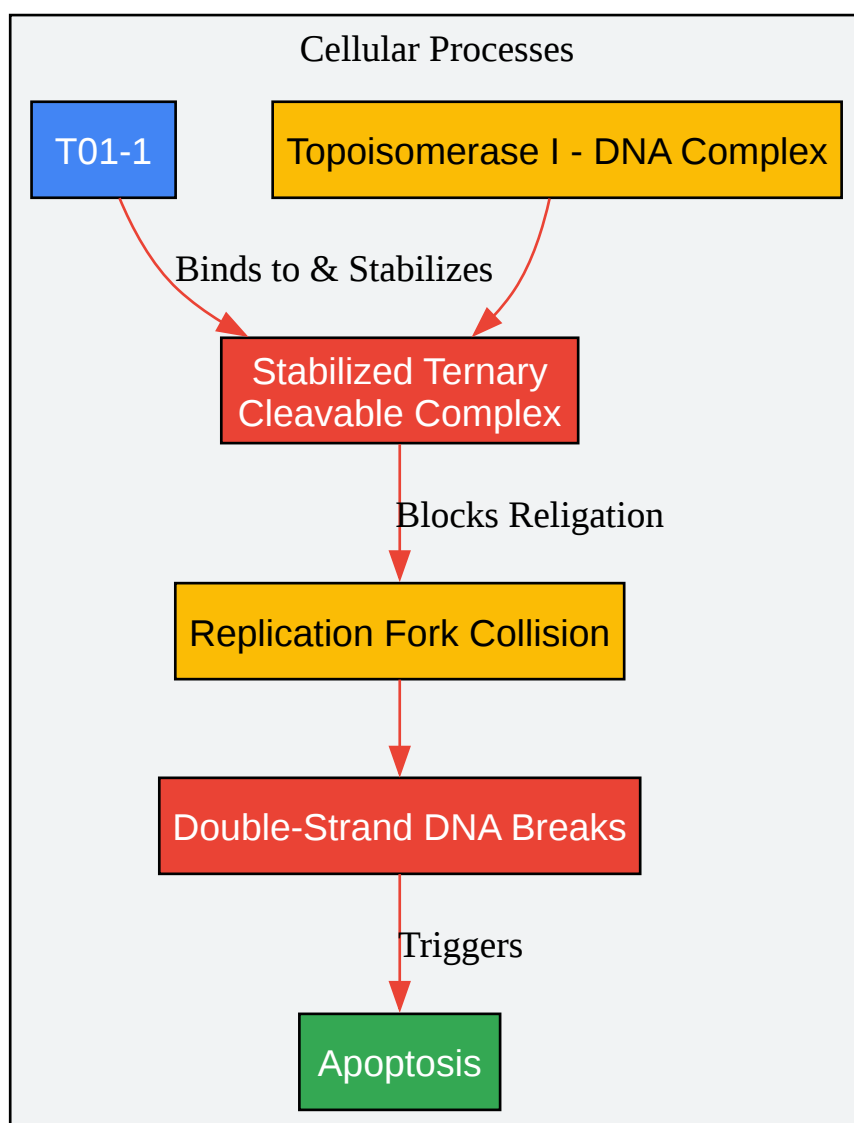 Cellular Processes
T01-1
Topoisomerase I - DNA Complex
Binds to & Stabilizes
Stabilized Ternary
Cleavable Complex
Blocks Religation
Replication Fork Collision
Double-Strand DNA Breaks
Triggers
Apoptosis